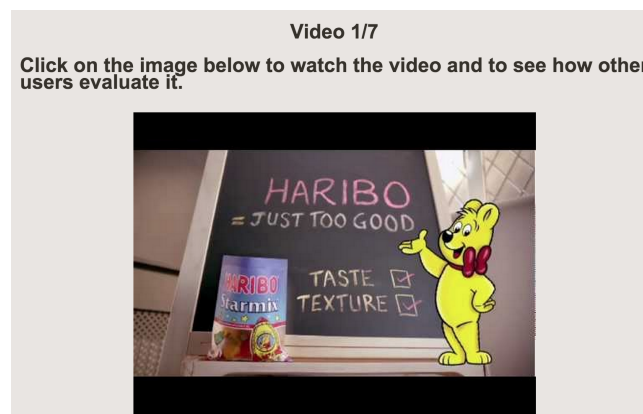 Video 1/7
Click on the image below to watch the video and to see how other
users evaluate it.
HARIBO
= JUST TOO GOOD
TASTE
TEXTURE
HARIBO
Starmix